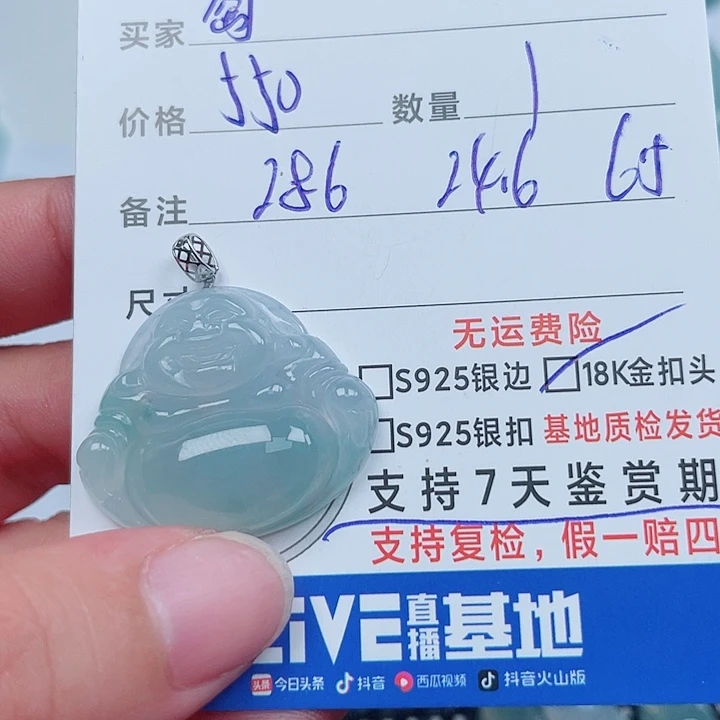 买家
价格 550 数量 1
备注 286 24.6 65
尺寸
无运费险
S925银边 18K金扣头
S925银扣 基地质检发货
支持7天鉴赏期
支持复检，假一赔四
LiVE直播基地
头条 今日头条 抖音 西瓜视频 抖音火山版